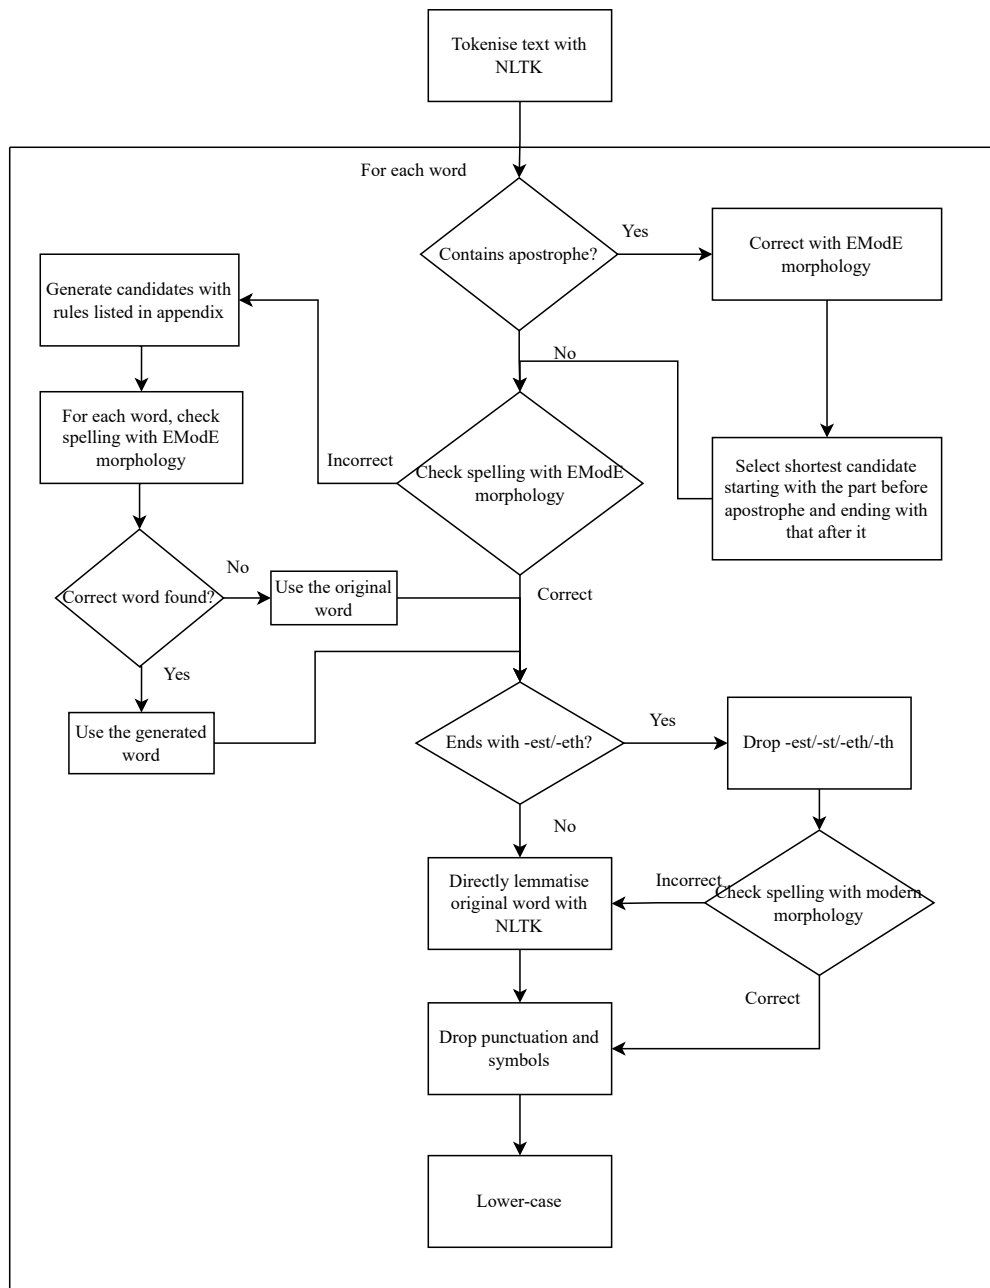 Tokenise text with
NLTK
For each word
Contains apostrophe?
Yes
Correct with EModE
morphology
No
Select shortest candidate
starting with the part before
apostrophe and ending with
that after it
Check spelling with EModE
morphology
Incorrect
Generate candidates with
rules listed in appendix
For each word, check
spelling with EModE
morphology
Correct word found?
No
Use the original
word
Yes
Use the generated
word
Correct
Ends with -est/-eth?
Yes
Drop -est/-st/-eth/-th
No
Check spelling with modern
morphology
Incorrect
Directly lemmatise
original word with
NLTK
Correct
Drop punctuation and
symbols
Lower-case